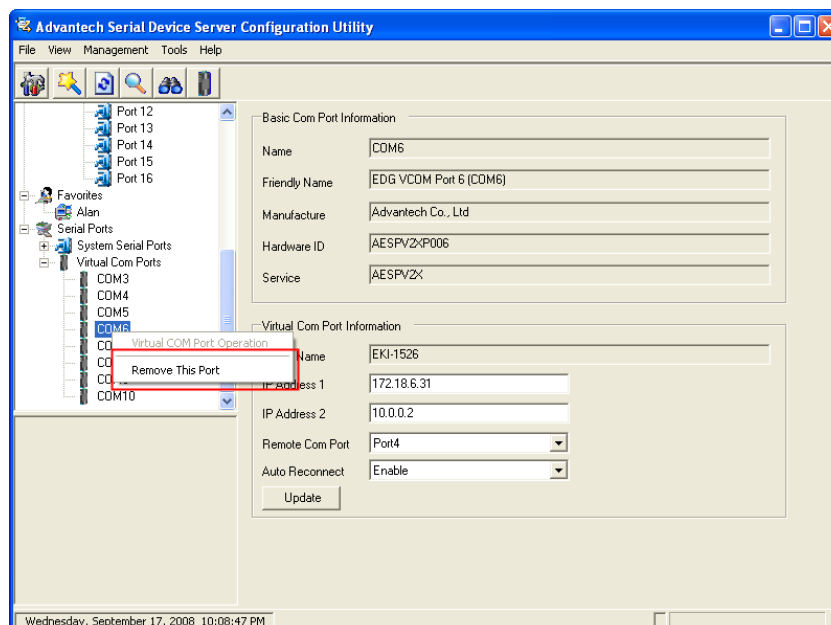 Advantech Serial Device Server Configuration Utility
File View Management Tools Help
Port 12
Port 13
Port 14
Port 15
Port 16
Favorites
Alan
Serial Ports
System Serial Ports
Virtual Com Ports
COM3
COM4
COM5
COM6
CO
CO
CO
COM10
Virtual COM Port Operation
Remove This Port
Basic Com Port Information
Name COM6
Friendly Name EDG VCOM Port 6 (COM6)
Manufacture Advantech Co., Ltd
Hardware ID AESPV2XP006
Service AESPV2X
Virtual Com Port Information
Name EKI-1526
IP Address 1 172.18.6.31
IP Address 2 10.0.0.2
Remote Com Port Port4
Auto Reconnect Enable
Update
Wednesday, September 17, 2008 10:08:47 PM